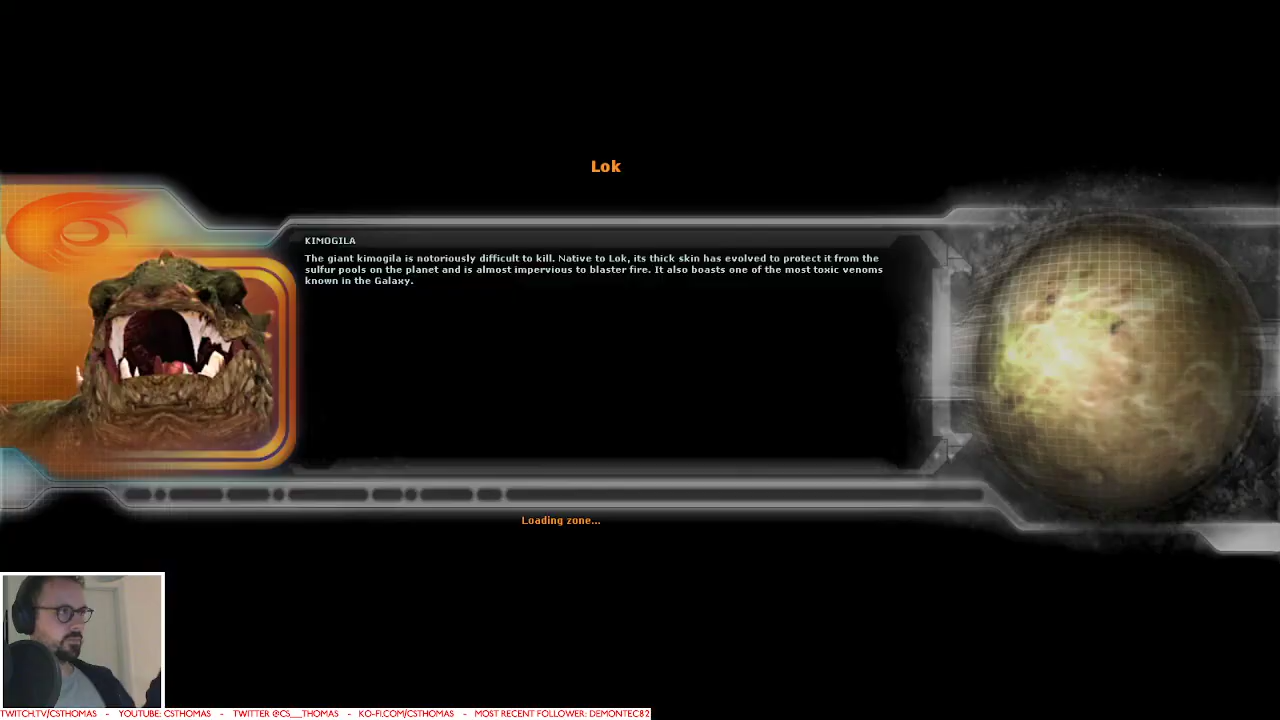 Lok
KIMOGILA
The giant kimogila is notoriously difficult to kill. Native to Lok, its thick skin has evolved to protect it from the
sulfur pools on the planet and is almost impervious to blaster fire. It also boasts one of the most toxic venoms
known in the Galaxy.
Loading zone...
TWITCH.TV/CSTHOMAS - YOUTUBE: CSTHOMAS - TWITTER @CS__THOMAS - KO-FI.COM/CSTHOMAS - MOST RECENT FOLLOWER: DEMONTEC82